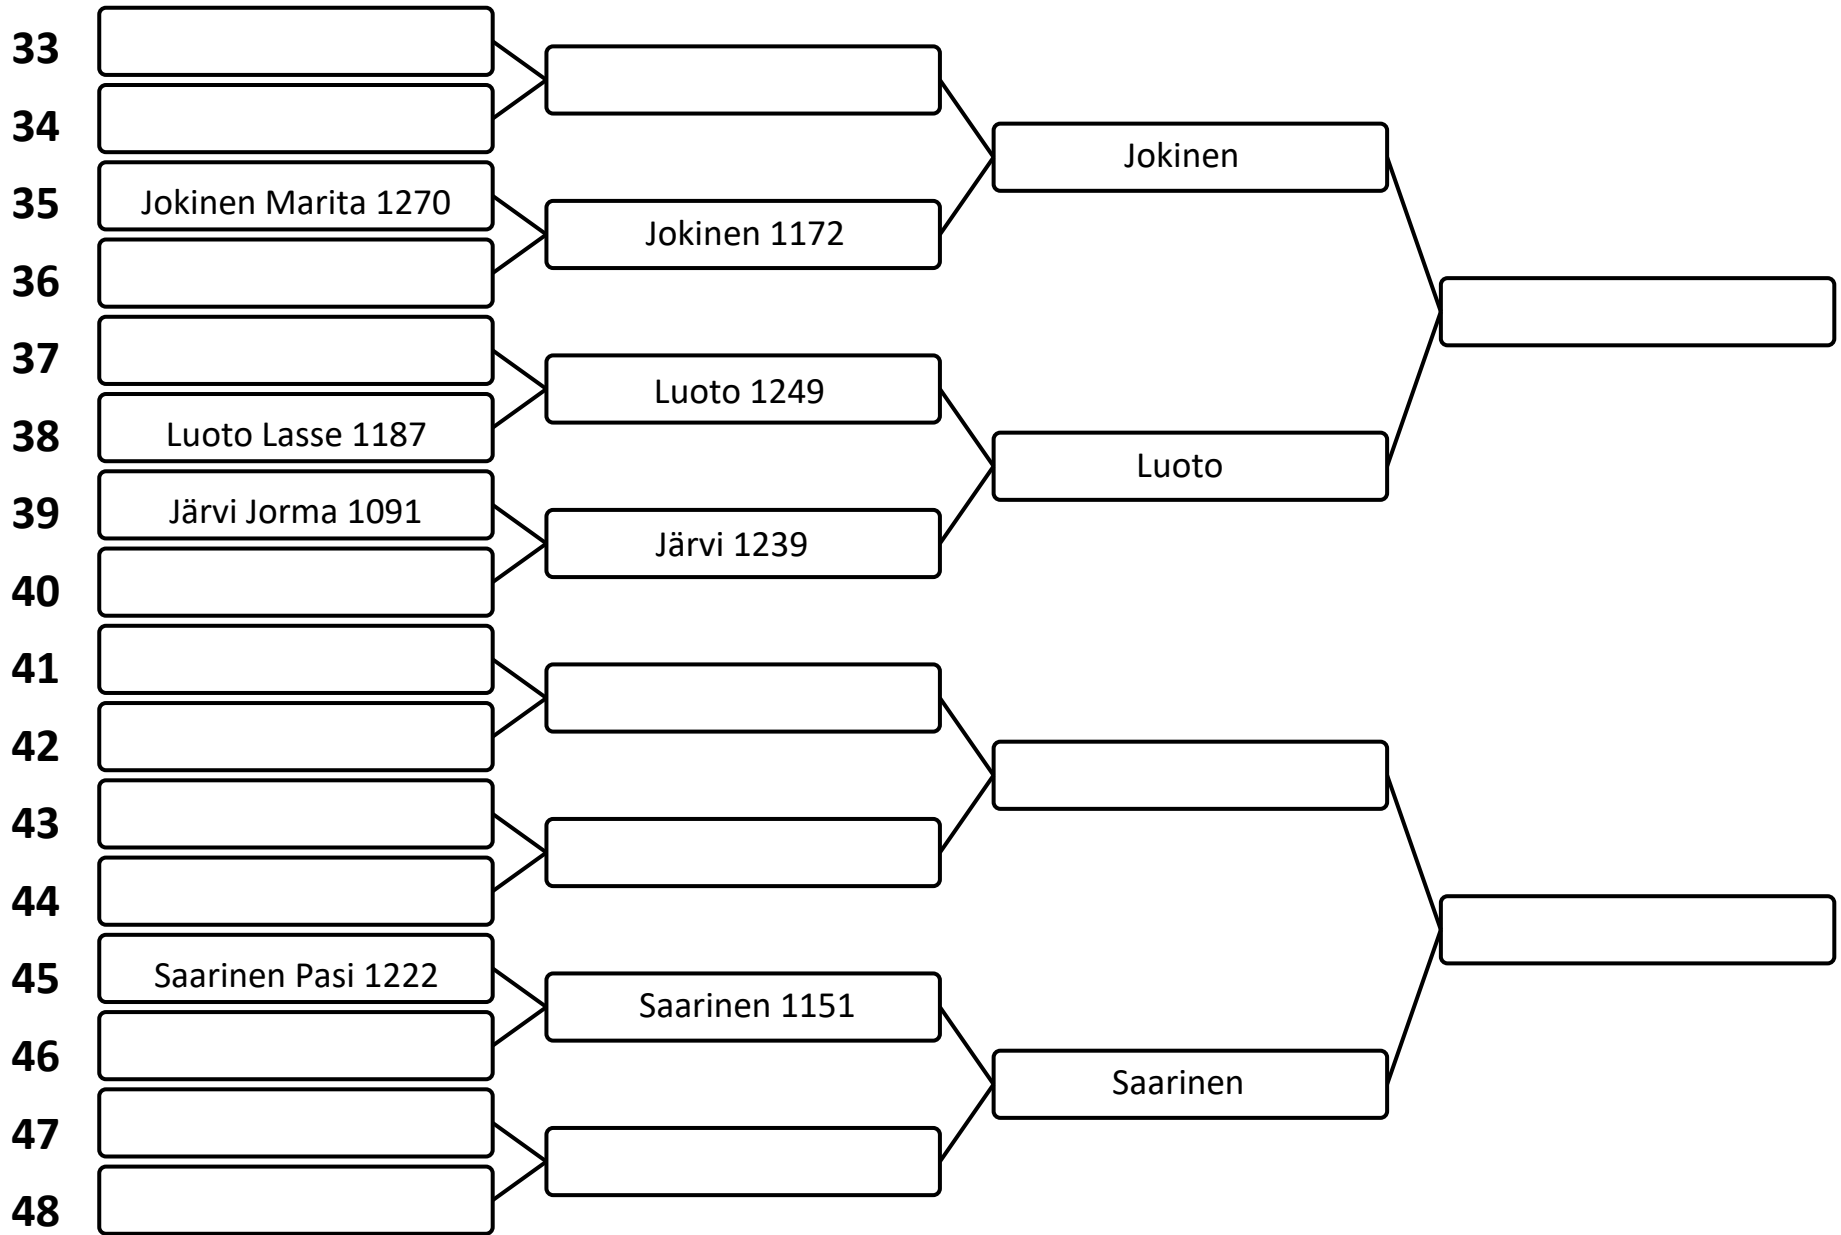 33
34
Jokinen
35 Jokinen Marita 1270
Jokinen 1172
36
37
Luoto 1249
38 Luoto Lasse 1187
Luoto
39 Järvi Jorma 1091
Järvi 1239
40
41
42
43
44
45 Saarinen Pasi 1222
Saarinen 1151
46
Saarinen
47
48